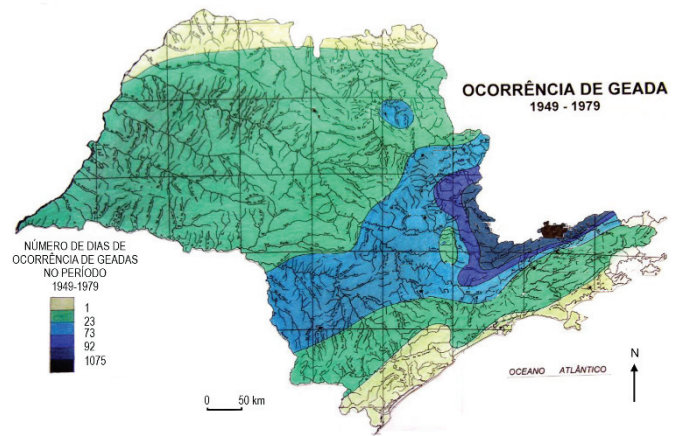 OCORRÊNCIA DE GEADA
1949 - 1979
NÚMERO DE DIAS DE
OCORRÊNCIA DE GEADAS
NO PERÍODO
1949-1979
1
23
73
92
1075
0 50 km
OCEANO ATLÂNTICO
N